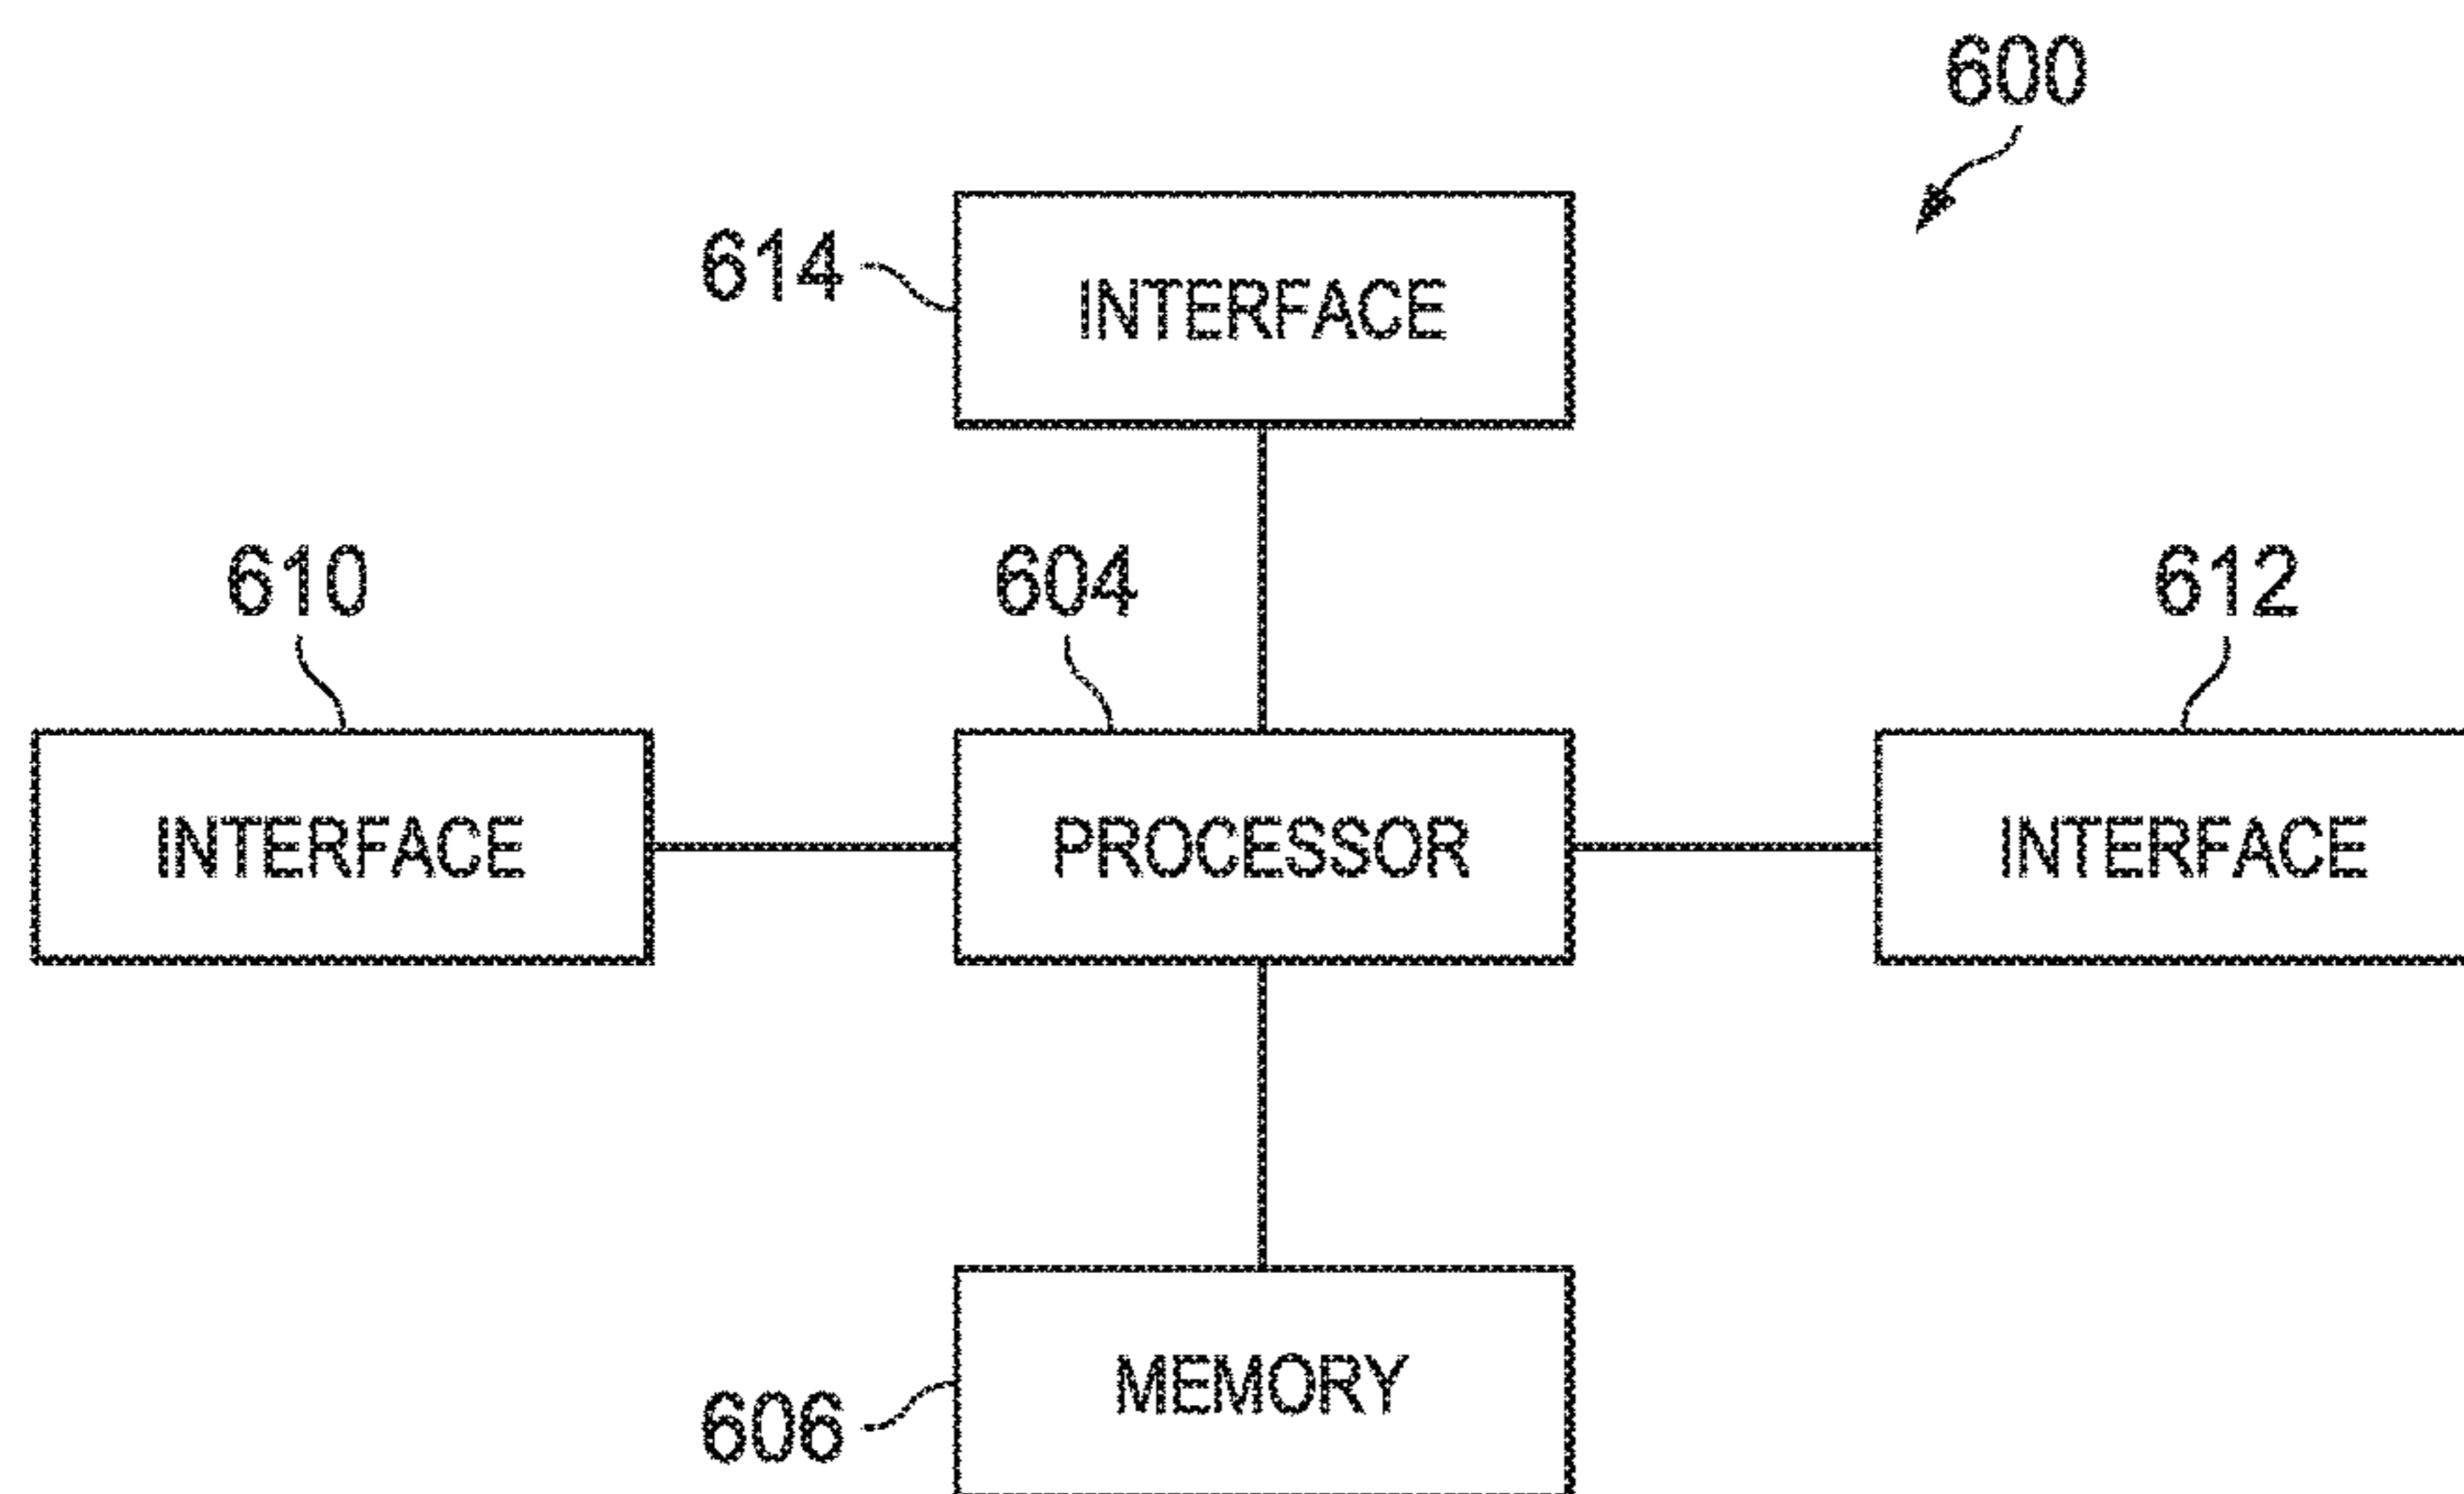 600
614
INTERFACE
610
604
612
INTERFACE
PROCESSOR
INTERFACE
MEMORY
606